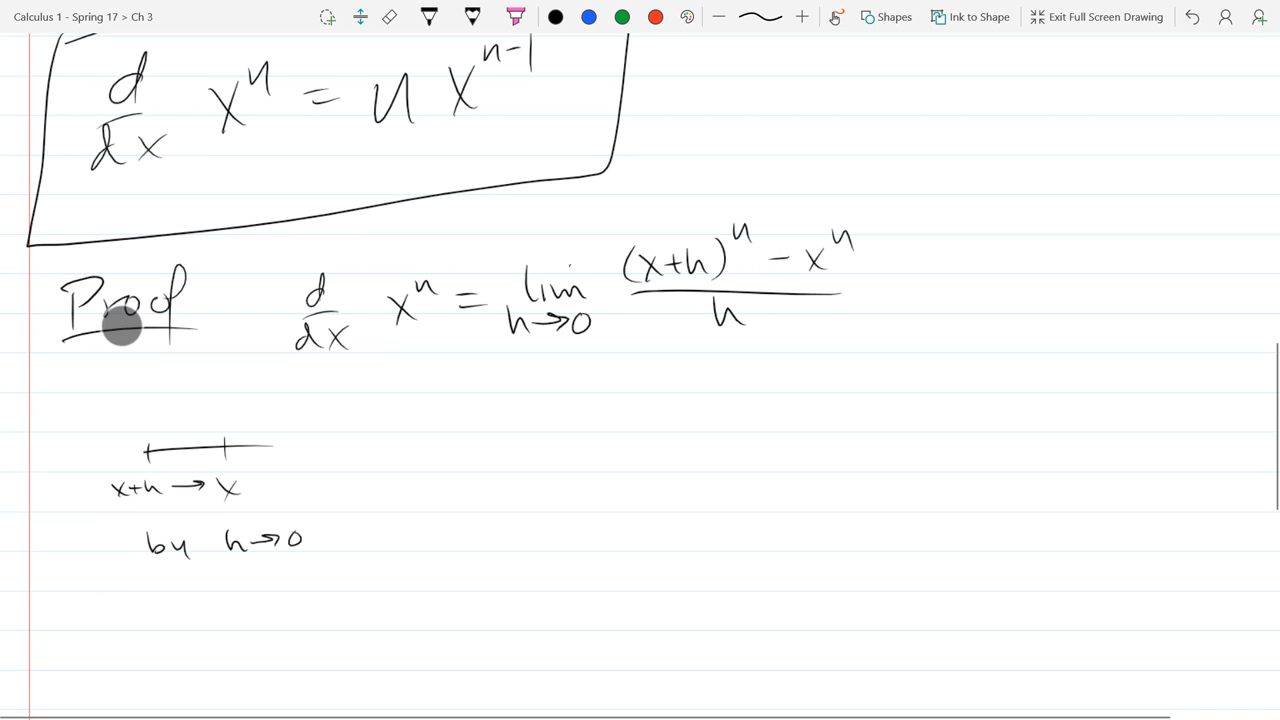 Calculus 1 - Spring 17 > Ch 3
Shapes
Ink to Shape
Exit Full Screen Drawing
d/dx x^n = n x^{n-1}
Proof d/dx x^n = lim h→0 ((x+h)^n - x^n)/h
x+h → x
by h→0